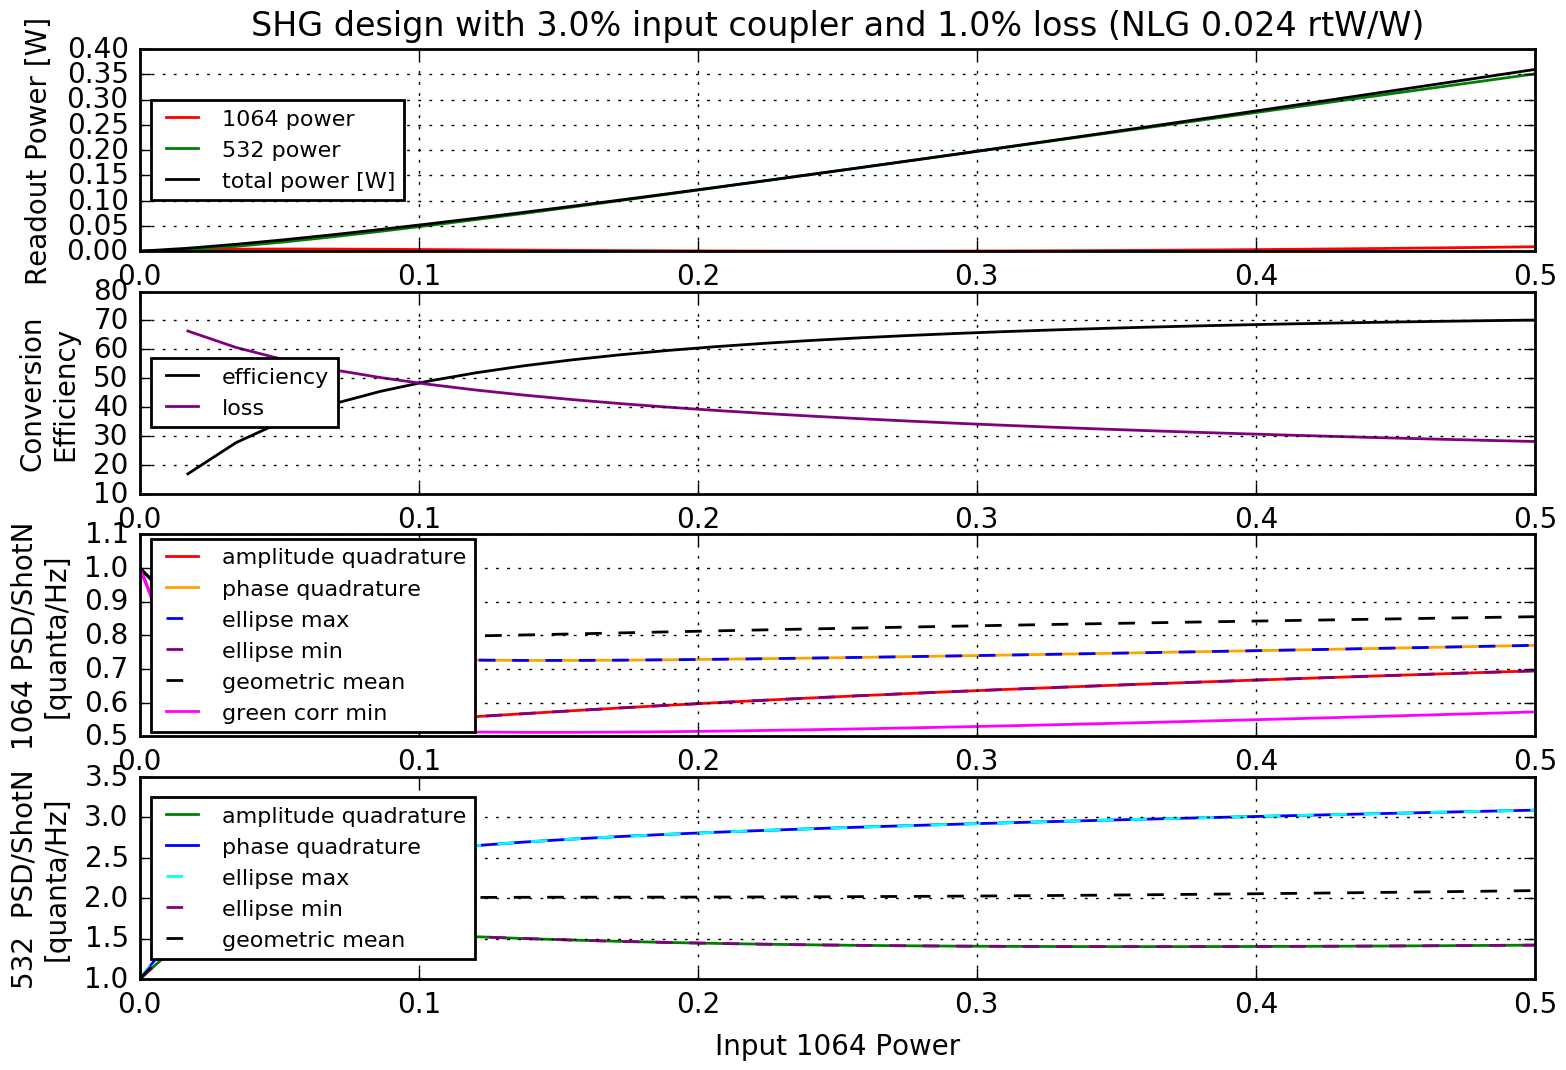 SHG design with 3.0% input coupler and 1.0% loss (NLG 0.024 rtW/W)
Readout Power [W]
0.40
0.35
0.30
0.25
0.20
0.15
0.10
0.05
0.00
1064 power
532 power
total power [W]
0.0 0.1 0.2 0.3 0.4 0.5
Conversion
Efficiency
80
70
60
50
40
30
20
10
efficiency
loss
0.0 0.1 0.2 0.3 0.4 0.5
1064 PSD/ShotN
[quanta/Hz]
1.1
1.0
0.9
0.8
0.7
0.6
0.5
amplitude quadrature
phase quadrature
ellipse max
ellipse min
geometric mean
green corr min
0.0 0.1 0.2 0.3 0.4 0.5
532 PSD/ShotN
[quanta/Hz]
3.5
3.0
2.5
2.0
1.5
1.0
amplitude quadrature
phase quadrature
ellipse max
ellipse min
geometric mean
0.0 0.1 0.2 0.3 0.4 0.5
Input 1064 Power